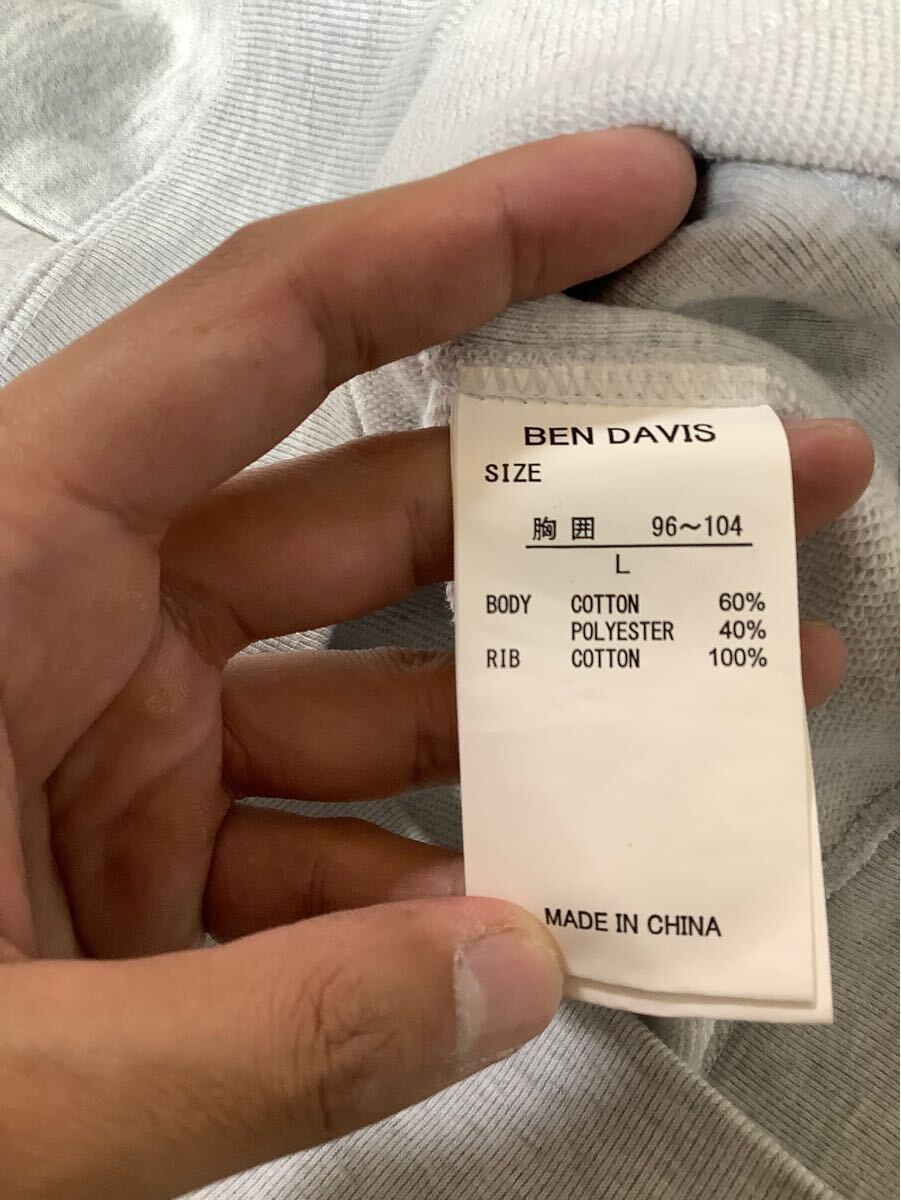 BEN DAVIS
SIZE
胸囲 96〜104
L
BODY COTTON 60%
POLYESTER 40%
RIB COTTON 100%
MADE IN CHINA